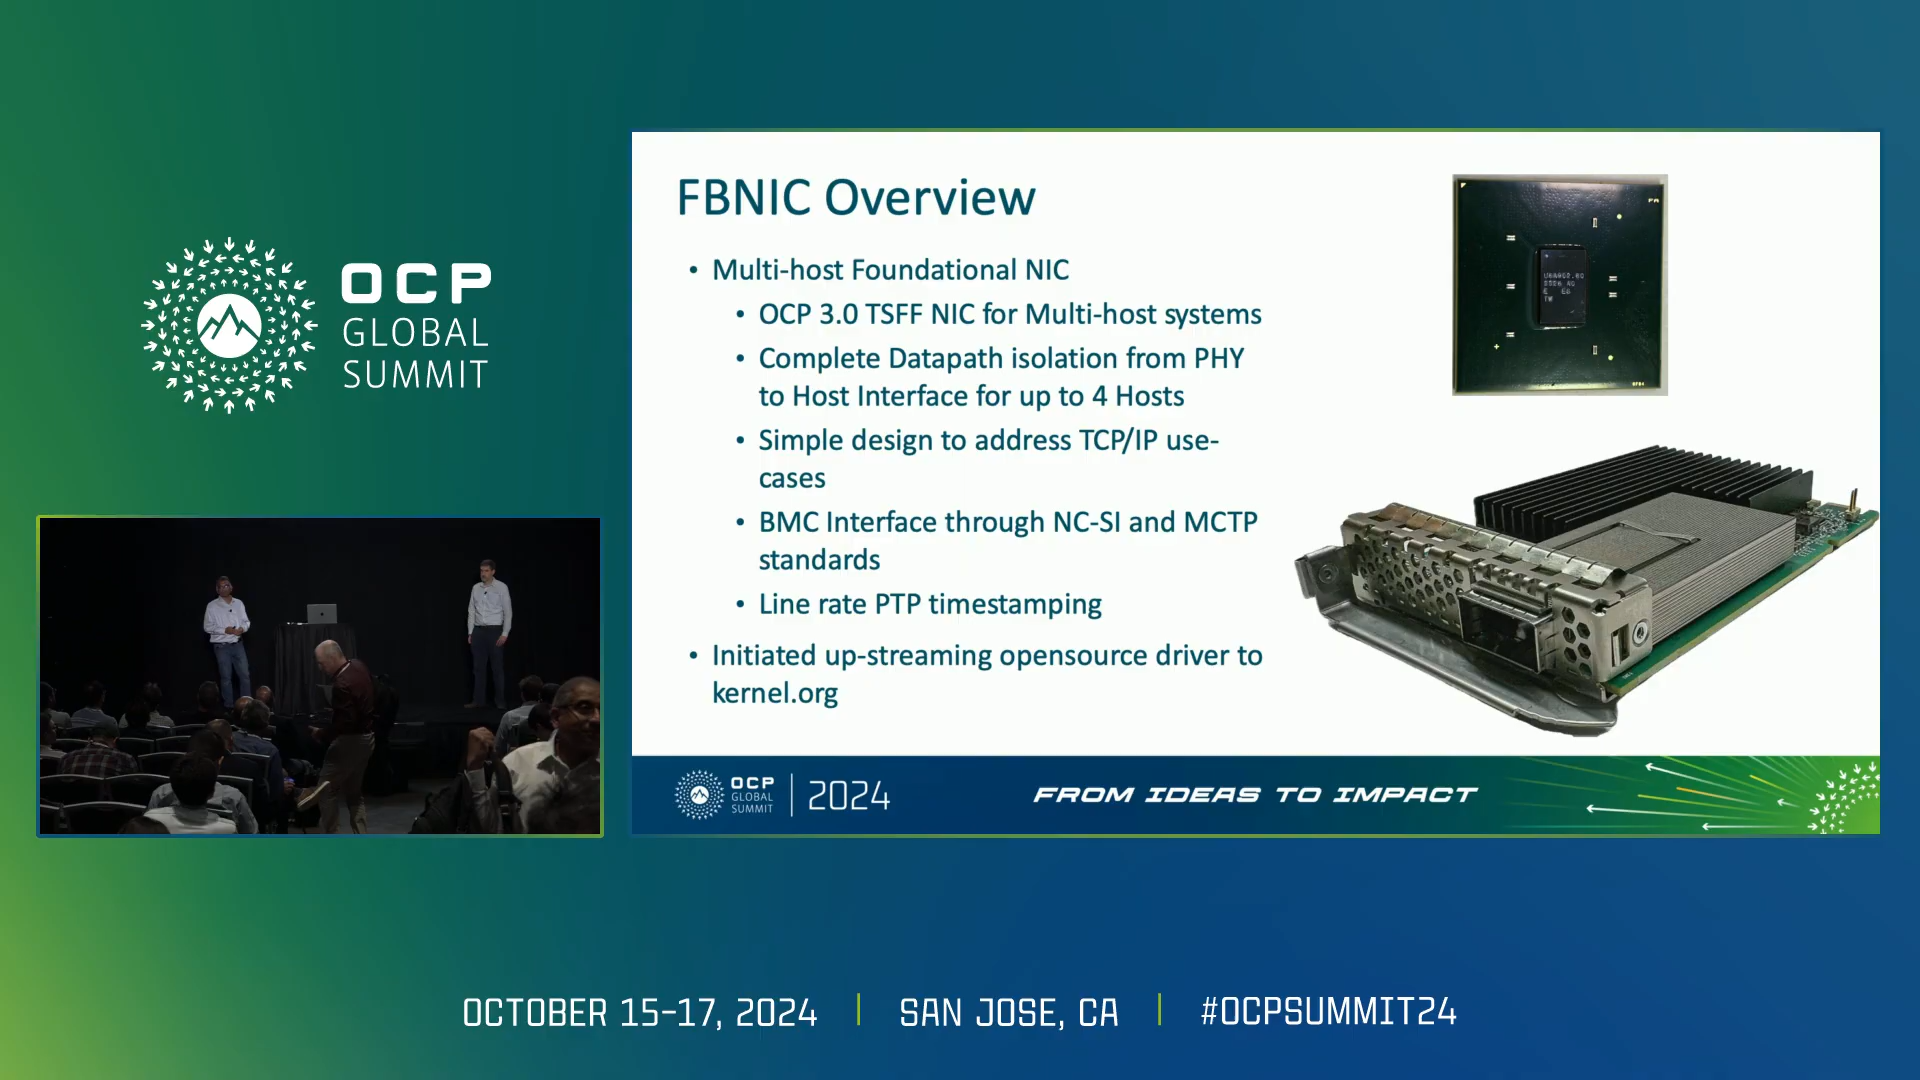 OCP
GLOBAL
SUMMIT
FBNIC Overview
• Multi-host Foundational NIC
• OCP 3.0 TSFF NIC for Multi-host systems
• Complete Datapath isolation from PHY
to Host Interface for up to 4 Hosts
• Simple design to address TCP/IP use-
cases
• BMC Interface through NC-SI and MCTP
standards
• Line rate PTP timestamping
• Initiated up-streaming opensource driver to
kernel.org
OCP
GLOBAL
SUMMIT
2024
FROM IDEAS TO IMPACT
OCTOBER 15-17, 2024 | SAN JOSE, CA | #OCPSUMMIT24